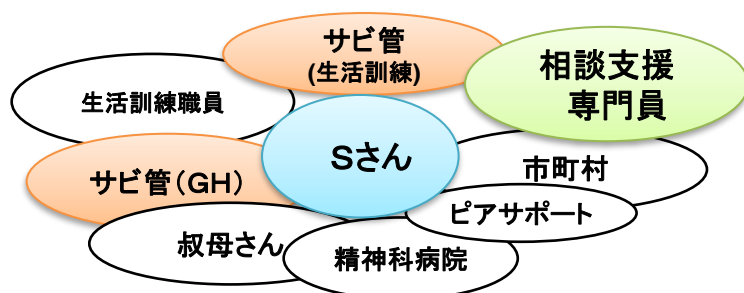 サビ管
(生活訓練)
相談支援
専門員
生活訓練職員
Sさん
市町村
サビ管(GH)
ピアサポート
叔母さん
精神科病院